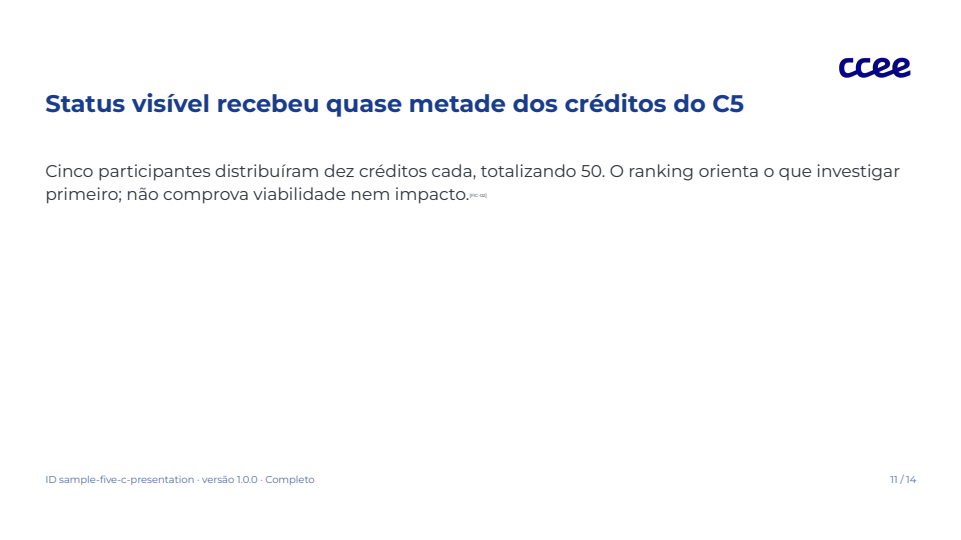 ccee
Status visível recebeu quase metade dos créditos do C5
Cinco participantes distribuíram dez créditos cada, totalizando 50. O ranking orienta o que investigar
primeiro; não comprova viabilidade nem impacto.
ID sample-five-c-presentation · versão 1.0.0 · Completo
11 / 14